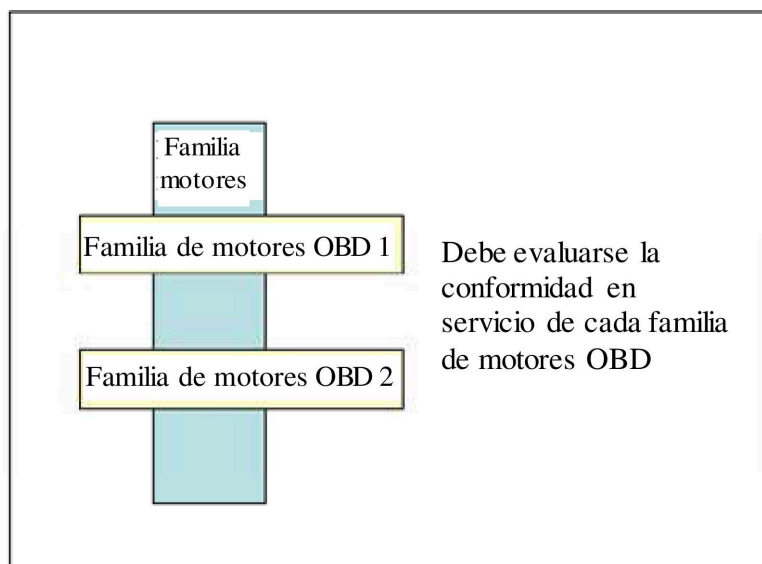 Familia
motores
Familia de motores OBD 1
Debe evaluarse la
conformidad en
servicio de cada familia
de motores OBD
Familia de motores OBD 2